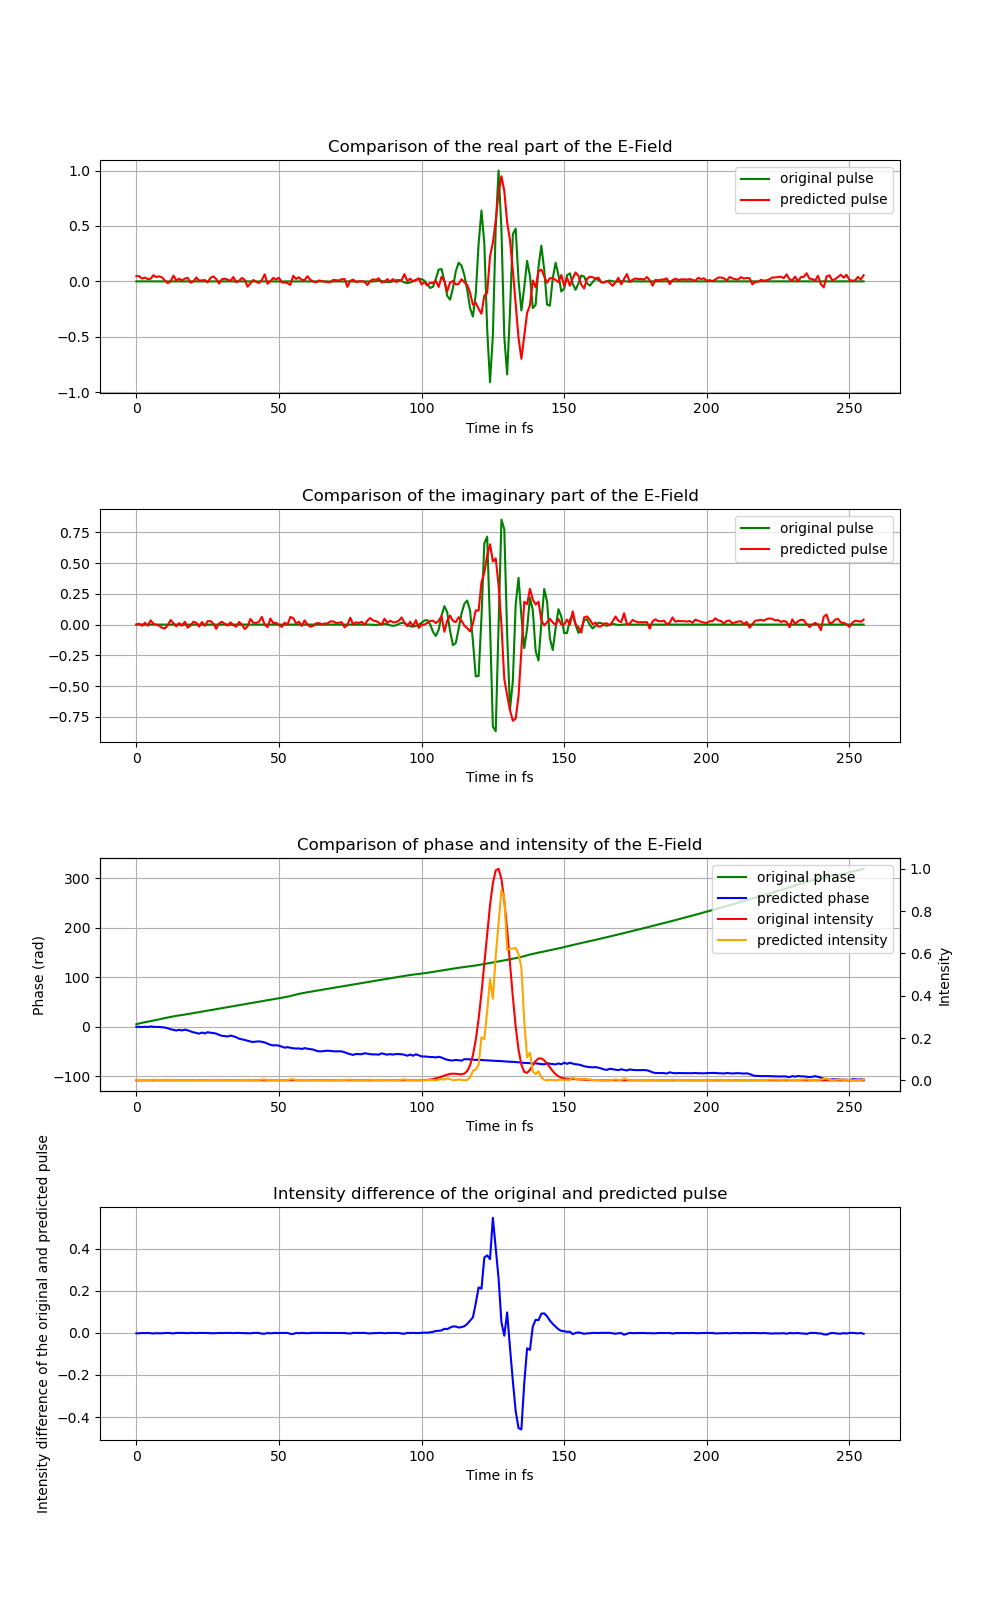 Comparison of the real part of the E-Field
1.0
0.5
0.0
−0.5
−1.0
original pulse
predicted pulse
0 50 100 150 200 250
Time in fs
Comparison of the imaginary part of the E-Field
0.75
0.50
0.25
0.00
−0.25
−0.50
−0.75
original pulse
predicted pulse
0 50 100 150 200 250
Time in fs
Comparison of phase and intensity of the E-Field
Phase (rad)
300
200
100
0
−100
original phase
predicted phase
original intensity
predicted intensity
1.0
0.8
0.6
0.4
0.2
0.0
Intensity
0 50 100 150 200 250
Time in fs
Intensity difference of the original and predicted pulse
Intensity difference of the original and predicted pulse
0.4
0.2
0.0
−0.2
−0.4
0 50 100 150 200 250
Time in fs